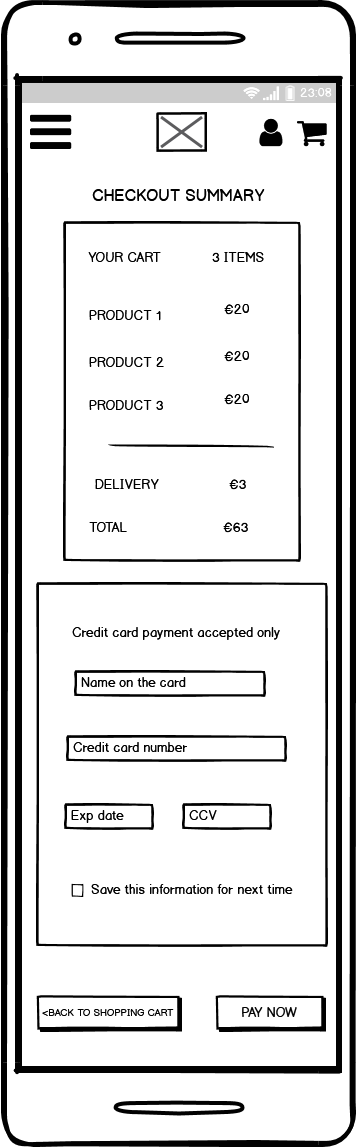 23:08
CHECKOUT SUMMARY
YOUR CART 3 ITEMS
PRODUCT 1 €20
PRODUCT 2 €20
PRODUCT 3 €20
DELIVERY €3
TOTAL €63
Credit card payment accepted only
Name on the card
Credit card number
Exp date CCV
Save this information for next time
<BACK TO SHOPPING CART PAY NOW